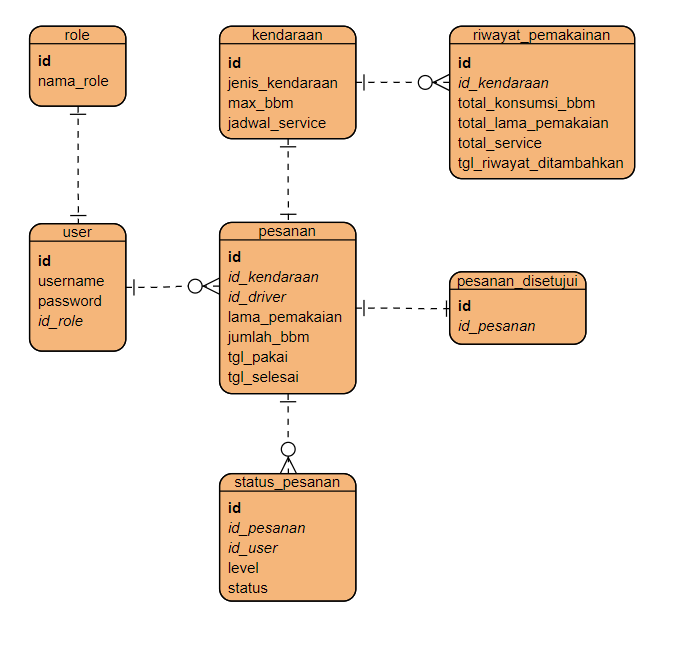 role
id
nama_role
kendaraan
id
jenis_kendaraan
max_bbm
jadwal_service
riwayat_pemakainan
id
id_kendaraan
total_konsumsi_bbm
total_lama_pemakaian
total_service
tgl_riwayat_ditambahkan
user
id
username
password
id_role
pesanan
id
id_kendaraan
id_driver
lama_pemakaian
jumlah_bbm
tgl_pakai
tgl_selesai
pesanan_disetujui
id
id_pesanan
status_pesanan
id
id_pesanan
id_user
level
status